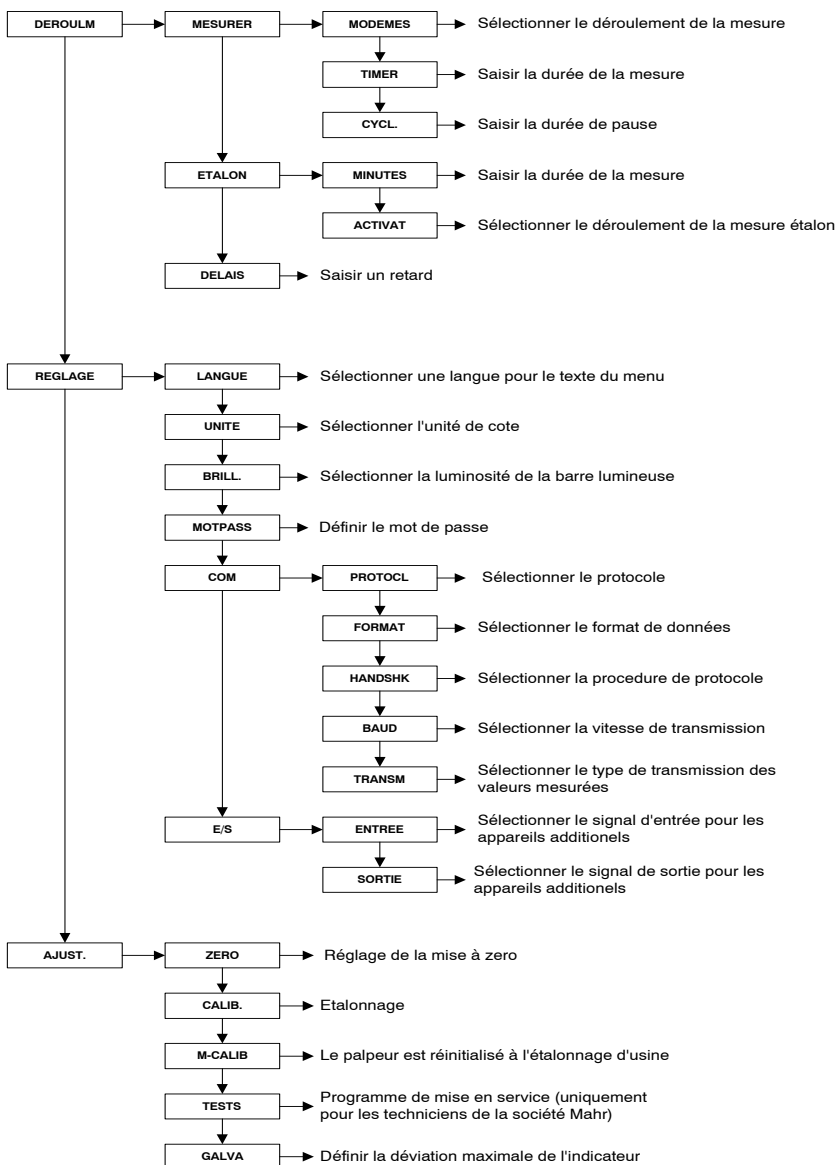 DEROULM MESURER MODEMES Sélectionner le déroulement de la mesure
TIMER Saisir la durée de la mesure
CYCL. Saisir la durée de pause
ETALON MINUTES Saisir la durée de la mesure
ACTIVAT Sélectionner le déroulement de la mesure étalon
DELAIS Saisir un retard
REGLAGE LANGUE Sélectionner une langue pour le texte du menu
UNITE Sélectionner l'unité de cote
BRILL. Sélectionner la luminosité de la barre lumineuse
MOTPASS Définir le mot de passe
COM PROTOCL Sélectionner le protocole
FORMAT Sélectionner le format de données
HANDSHK Sélectionner la procedure de protocole
BAUD Sélectionner la vitesse de transmission
TRANSM Sélectionner le type de transmission des
valeurs mesurées
E/S ENTREE Sélectionner le signal d'entrée pour les
appareils additionels
SORTIE Sélectionner le signal de sortie pour les
appareils additionels
AJUST. ZERO Réglage de la mise à zero
CALIB. Etalonnage
M-CALIB Le palpeur est réinitialisé à l'étalonnage d'usine
TESTS Programme de mise en service (uniquement
pour les techniciens de la société Mahr)
GALVA Définir la déviation maximale de l'indicateur